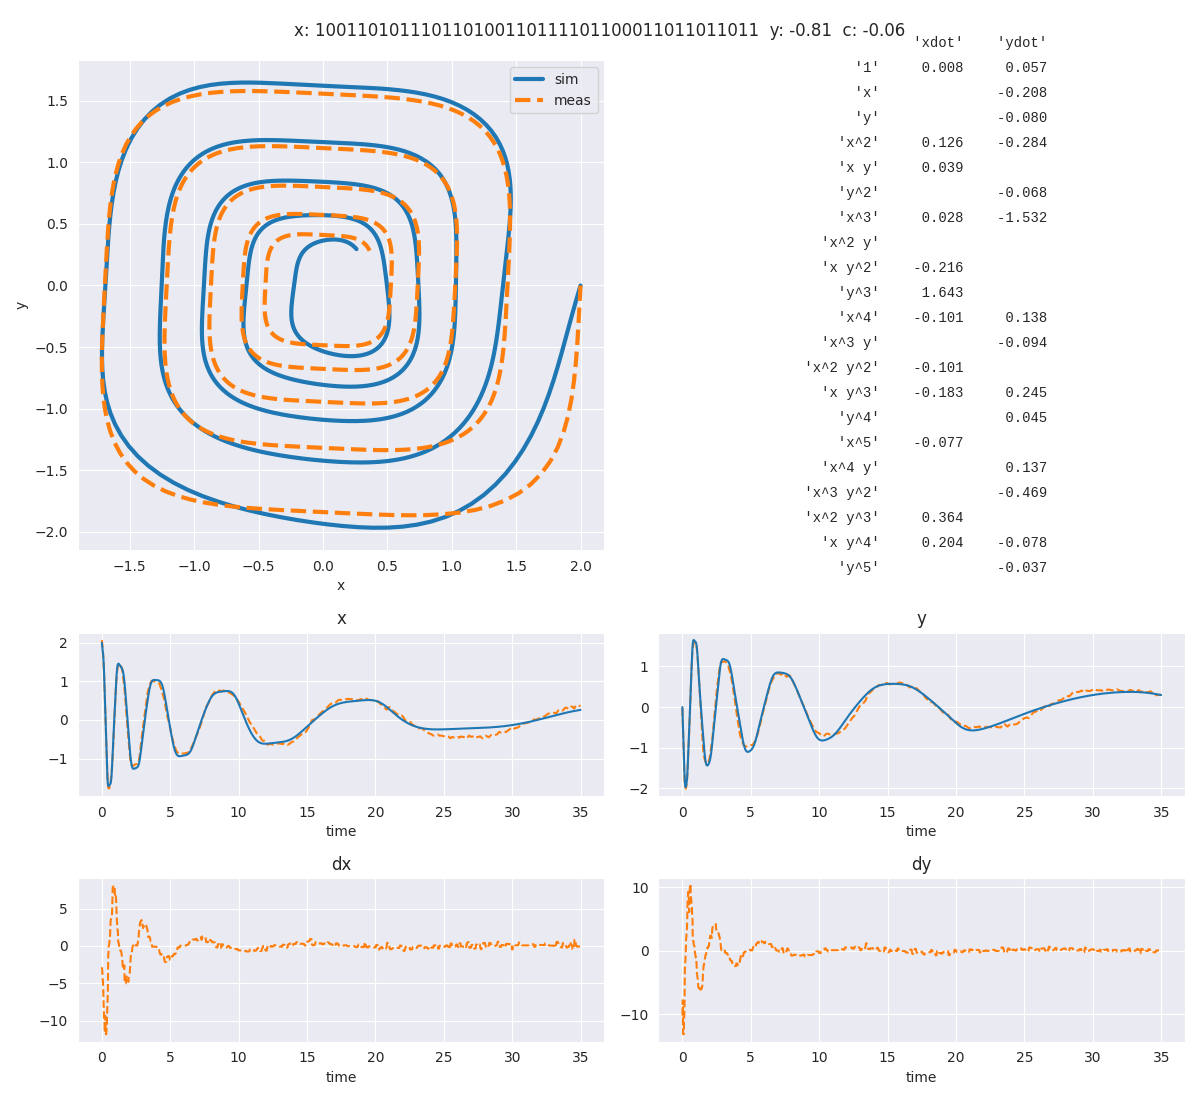 x: 100110101110110100110111101100011011011011 y: -0.81 c: -0.06
sim
meas
y
1.5
1.0
0.5
0.0
−0.5
−1.0
−1.5
−2.0
−1.5 −1.0 −0.5 0.0 0.5 1.0 1.5 2.0
x
'xdot' 'ydot'
'1' 0.008 0.057
'x' -0.208
'y' -0.080
'x^2' 0.126 -0.284
'x y' 0.039
'y^2' -0.068
'x^3' 0.028 -1.532
'x^2 y'
'x y^2' -0.216
'y^3' 1.643
'x^4' -0.101 0.138
'x^3 y' -0.094
'x^2 y^2' -0.101
'x y^3' -0.183 0.245
'y^4' 0.045
'x^5' -0.077
'x^4 y' 0.137
'x^3 y^2' -0.469
'x^2 y^3' 0.364
'x y^4' 0.204 -0.078
'y^5' -0.037
x
2
1
0
−1
0 5 10 15 20 25 30 35
time
y
1
0
−1
−2
0 5 10 15 20 25 30 35
time
dx
5
0
−5
−10
0 5 10 15 20 25 30 35
time
dy
10
0
−10
0 5 10 15 20 25 30 35
time